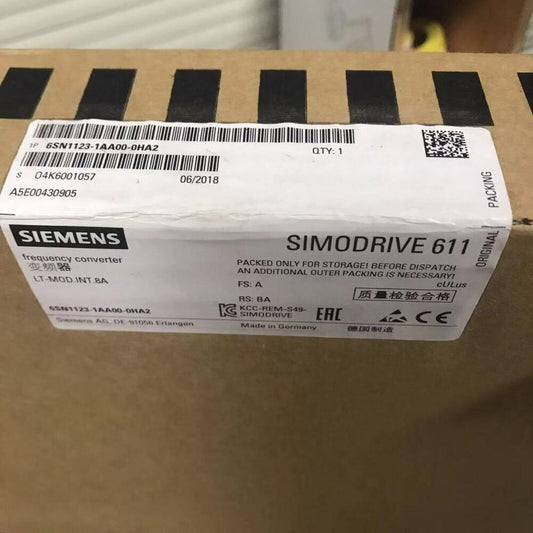 1P 6SN1123-1AA00-0HA2
QTY: 1
S O4K6001057
06/2018
A5E00430905
ORIGINAL PACKING
SIEMENS
SIMODRIVE 611
frequency converter
变频器
LT-MOD.INT.8A
PACKED ONLY FOR STORAGE! BEFORE DISPATCH
AN ADDITIONAL OUTER PACKING IS NECESSARY!
cULus
FS: A
RS: BA
质量检验合格
6SN1123-1AA00-0HA2
KCC-REM-S49-
SIMODRIVE
EAC
CE
Siemens AG, DE-91056 Erlangen
Made in Germany
德国制造